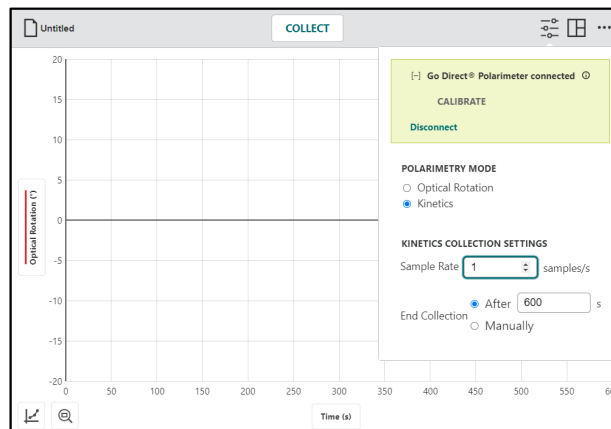 Untitled
COLLECT
Go Direct® Polarimeter connected
CALIBRATE
Disconnect
POLARIMETRY MODE
Optical Rotation
Kinetics
KINETICS COLLECTION SETTINGS
Sample Rate 1 samples/s
End Collection
After 600 s
Manually
Optical Rotation (°)
20
15
10
5
0
-5
-10
-15
-20
0 50 100 150 200 250 300 350 400 450 500 550
Time (s)